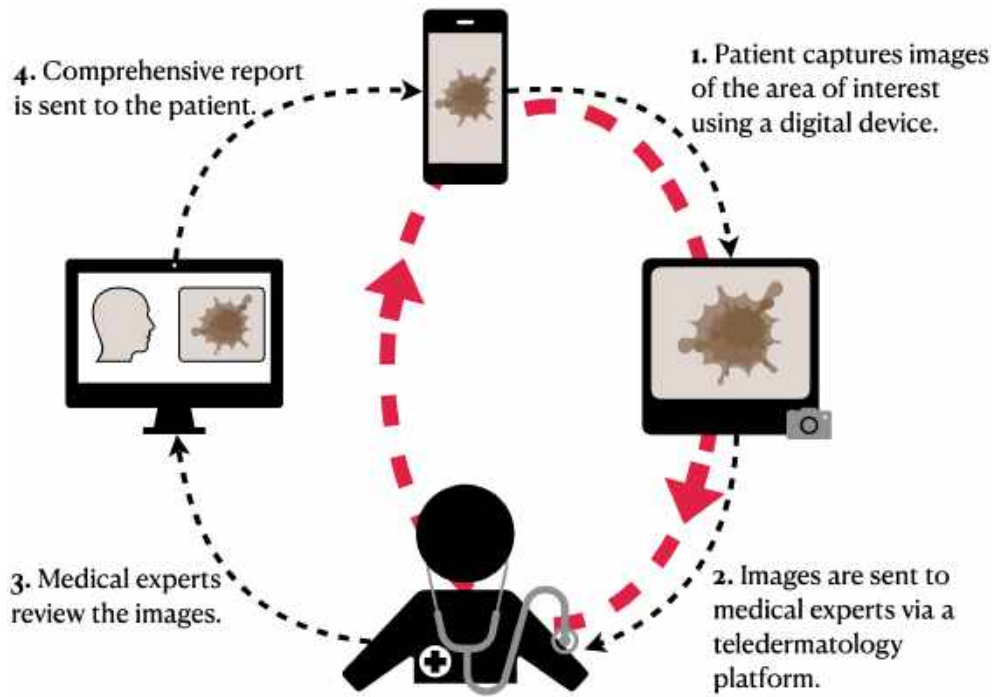 1. Patient captures images
of the area of interest
using a digital device.
2. Images are sent to
medical experts via a
teledermatology
platform.
3. Medical experts
review the images.
4. Comprehensive report
is sent to the patient.